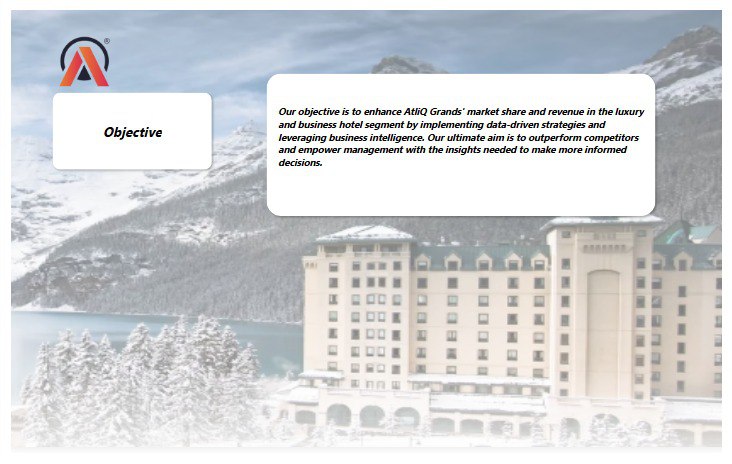 ®
Objective
Our objective is to enhance AtliQ Grands' market share and revenue in the luxury
and business hotel segment by implementing data-driven strategies and
leveraging business intelligence. Our ultimate aim is to outperform competitors
and empower management with the insights needed to make more informed
decisions.